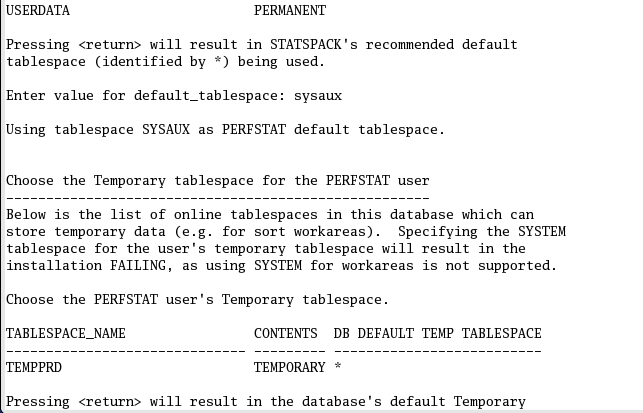 USERDATA PERMANENT
Pressing <return> will result in STATSPACK's recommended default
tablespace (identified by *) being used.
Enter value for default_tablespace: sysaux
Using tablespace SYSAUX as PERFSTAT default tablespace.
Choose the Temporary tablespace for the PERFSTAT user
-----------------------------------------------------
Below is the list of online tablespaces in this database which can
store temporary data (e.g. for sort workareas).  Specifying the SYSTEM
tablespace for the user's temporary tablespace will result in the
installation FAILING, as using SYSTEM for workareas is not supported.
Choose the PERFSTAT user's Temporary tablespace.
TABLESPACE_NAME CONTENTS DB DEFAULT TEMP TABLESPACE
------------------------------ --------- --------------------------
TEMPPRD TEMPORARY *
Pressing <return> will result in the database's default Temporary